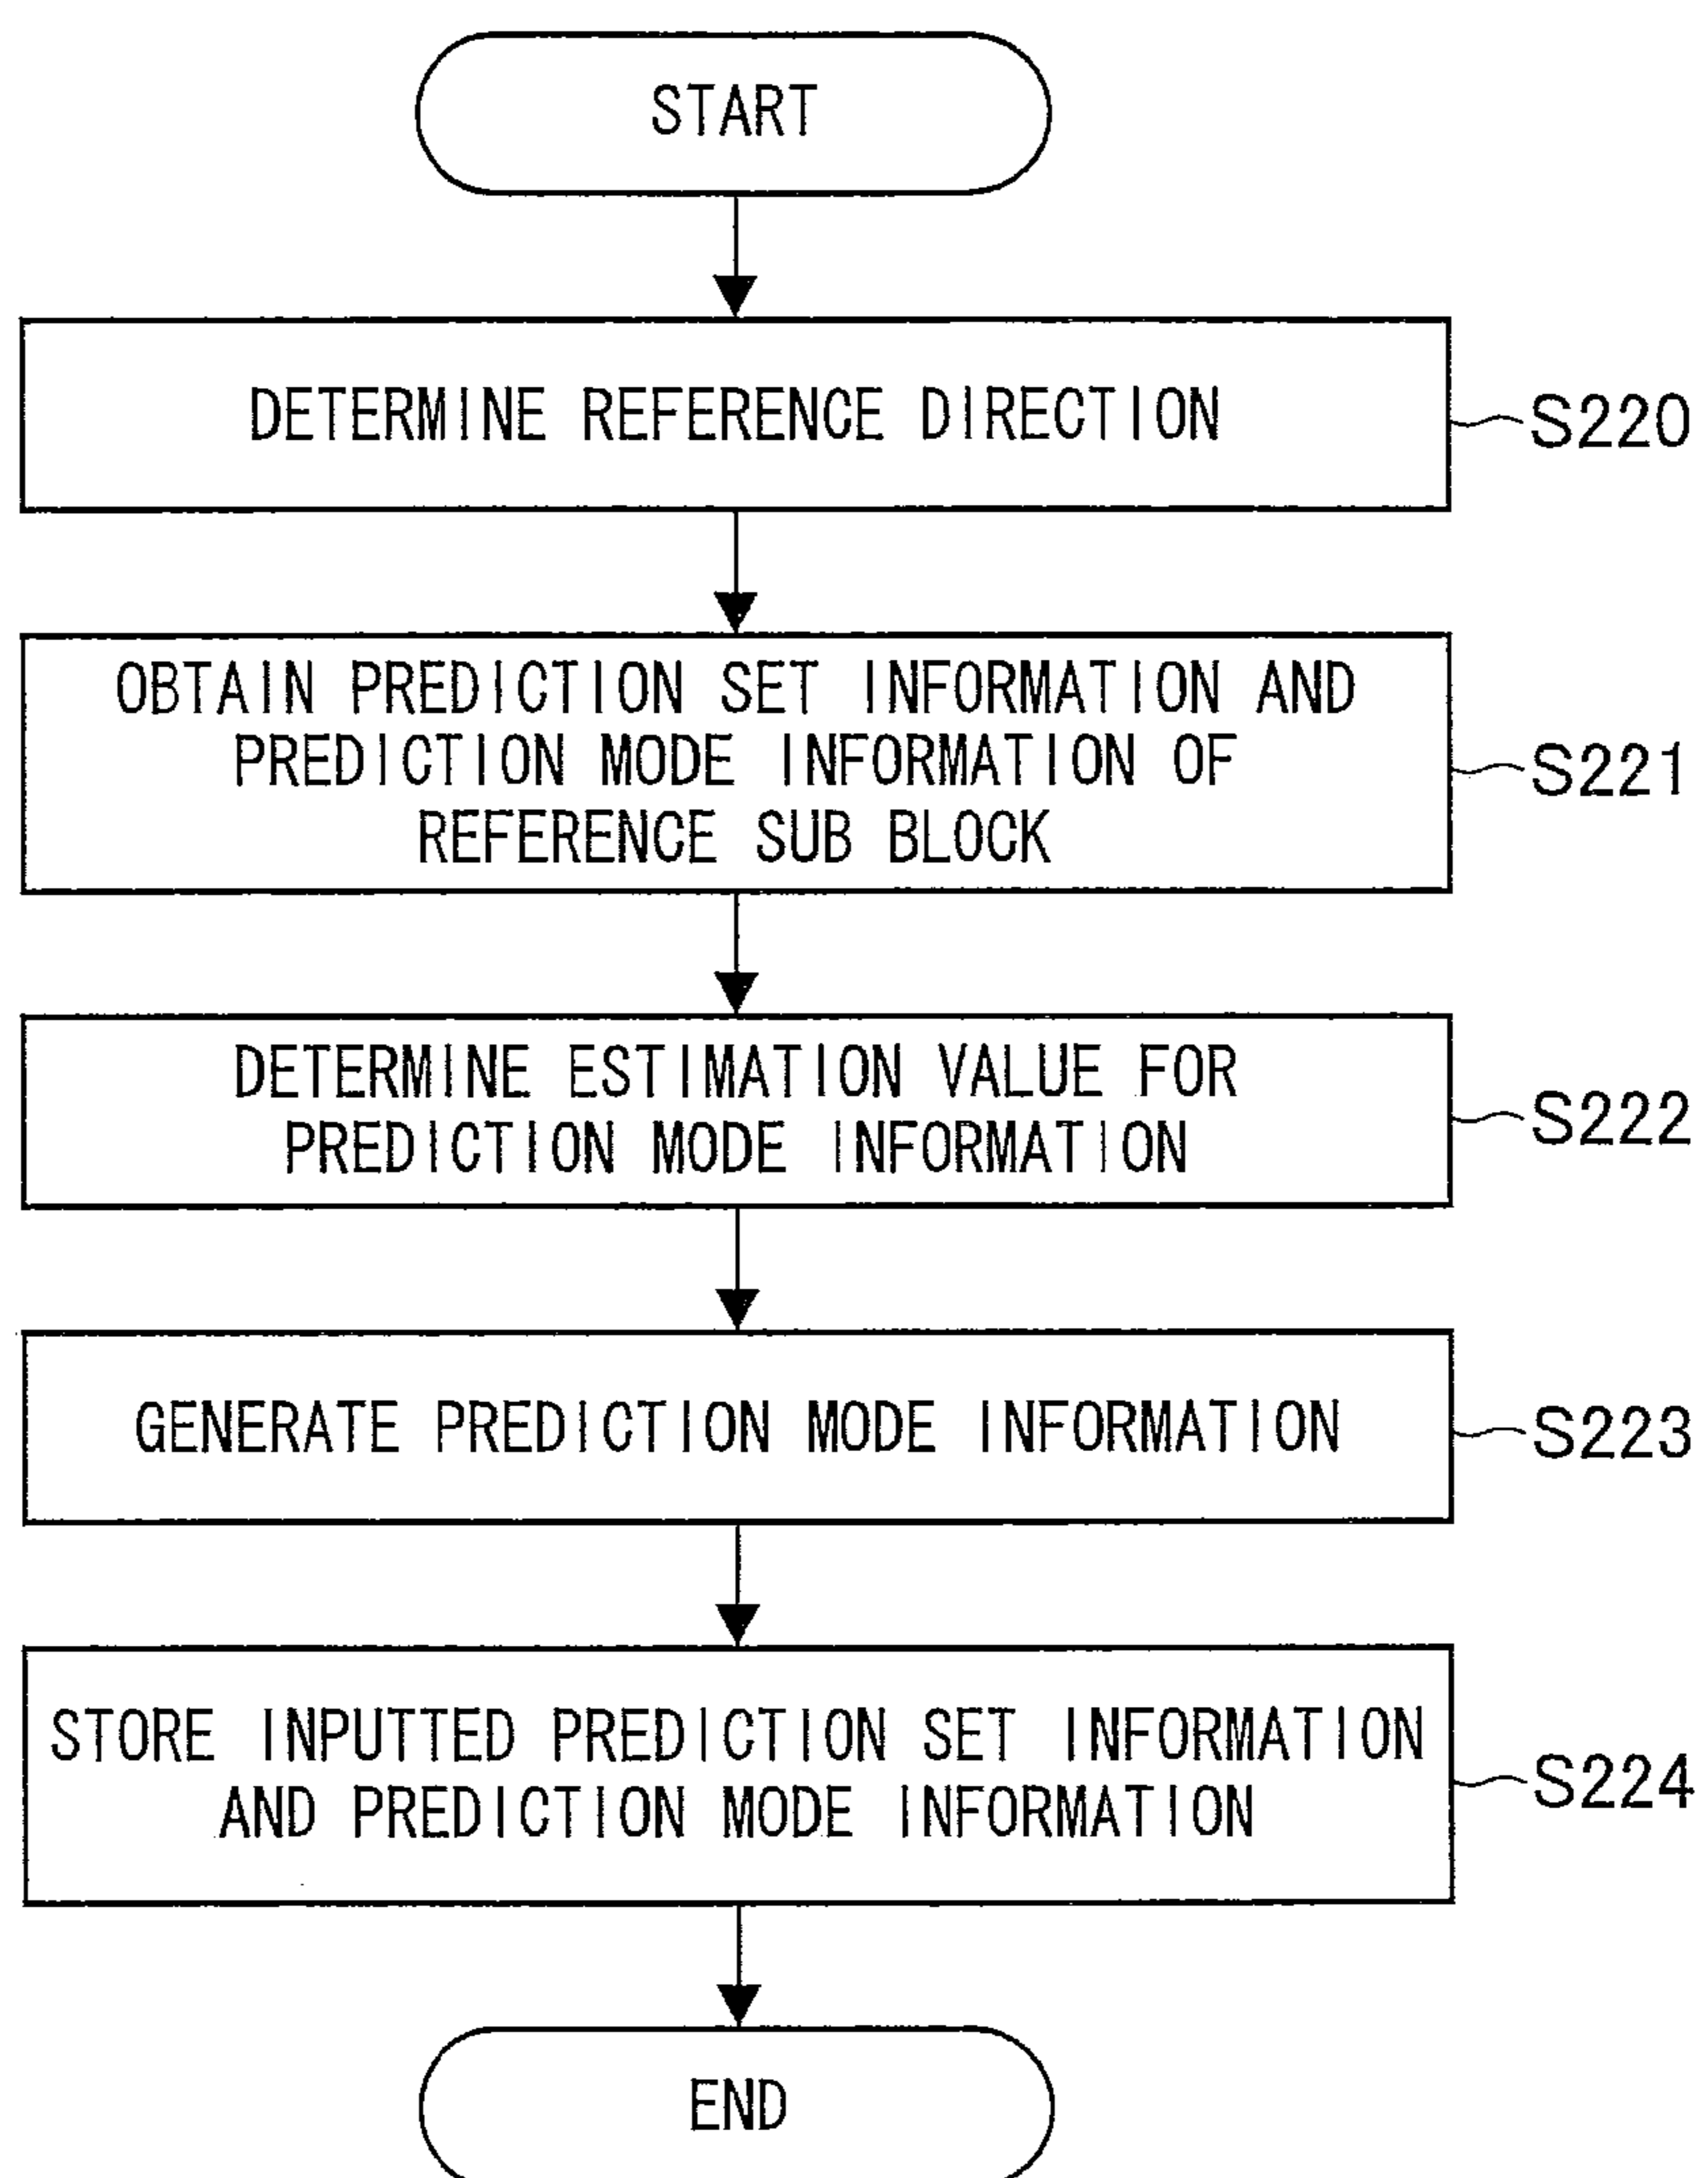 START
DETERMINE REFERENCE DIRECTION
S220
OBTAIN PREDICTION SET INFORMATION AND
PREDICTION MODE INFORMATION OF
REFERENCE SUB BLOCK
S221
DETERMINE ESTIMATION VALUE FOR
PREDICTION MODE INFORMATION
S222
GENERATE PREDICTION MODE INFORMATION
S223
STORE INPUTTED PREDICTION SET INFORMATION
AND PREDICTION MODE INFORMATION
S224
END